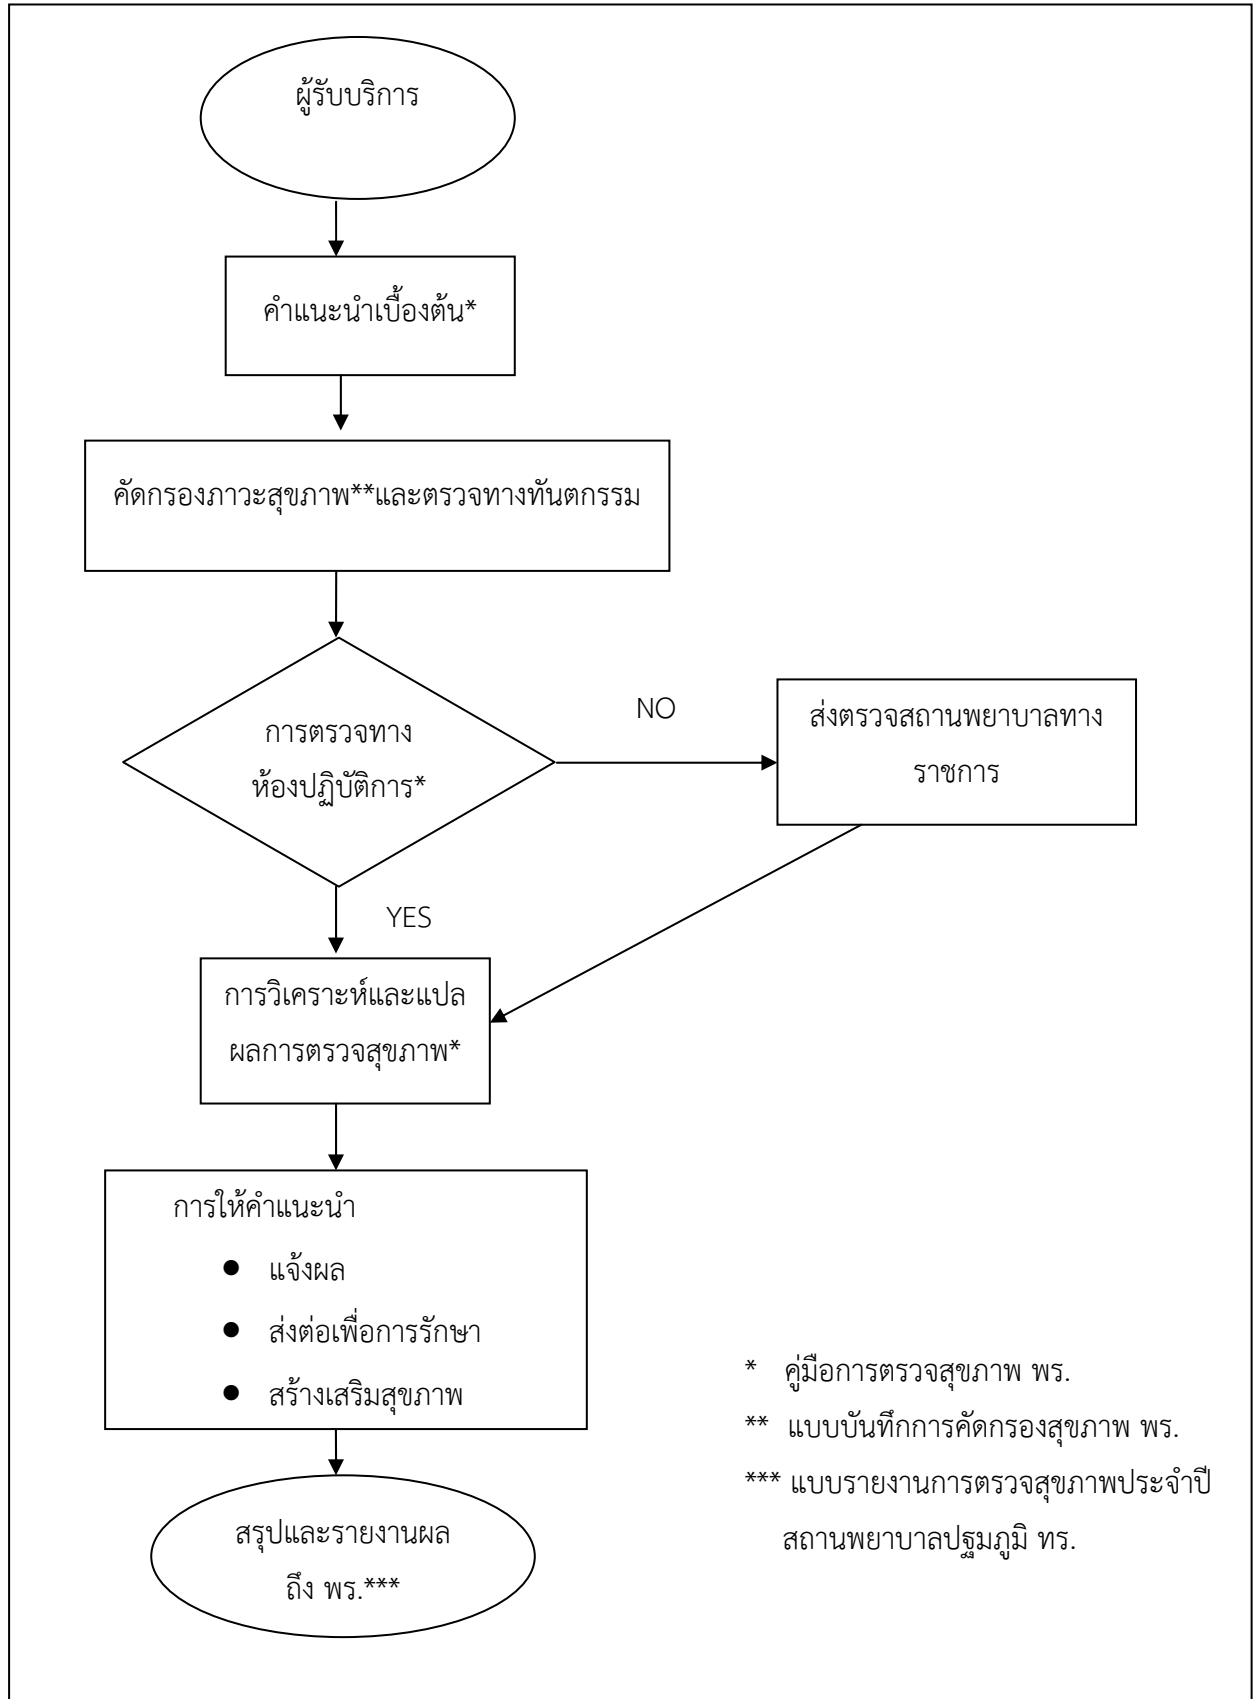 ผู้รับบริการ
คำแนะนำเบื้องต้น*
คัดกรองภาวะสุขภาพ**และตรวจทางทันตกรรม
การตรวจทาง
ห้องปฏิบัติการ*
NO
ส่งตรวจสถานพยาบาลทาง
ราชการ
YES
การวิเคราะห์และแปล
ผลการตรวจสุขภาพ*
การให้คำแนะนำ
● แจ้งผล
● ส่งต่อเพื่อการรักษา
● สร้างเสริมสุขภาพ
สรุปและรายงานผล
ถึง พร.***
* คู่มือการตรวจสุขภาพ พร.
** แบบบันทึกการคัดกรองสุขภาพ พร.
*** แบบรายงานการตรวจสุขภาพประจำปี
สถานพยาบาลปฐมภูมิ ทร.